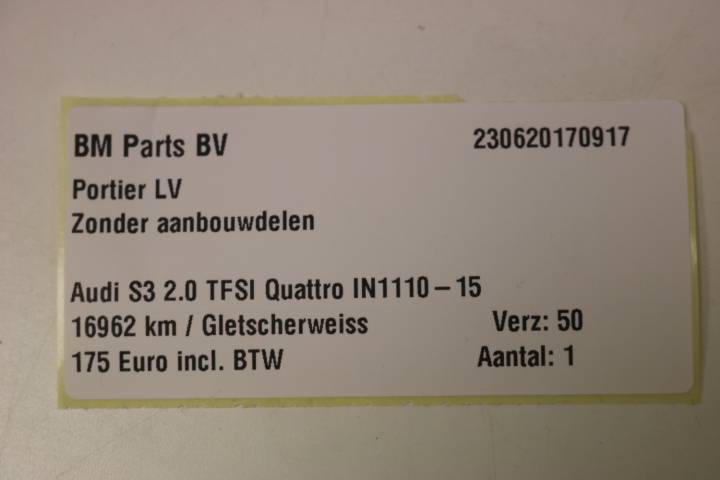 BM Parts BV 230620170917
Portier LV
Zonder aanbouwdelen
Audi S3 2.0 TFSI Quattro IN1110 – 15
16962 km / Gletscherweiss Verz: 50
175 Euro incl. BTW Aantal: 1